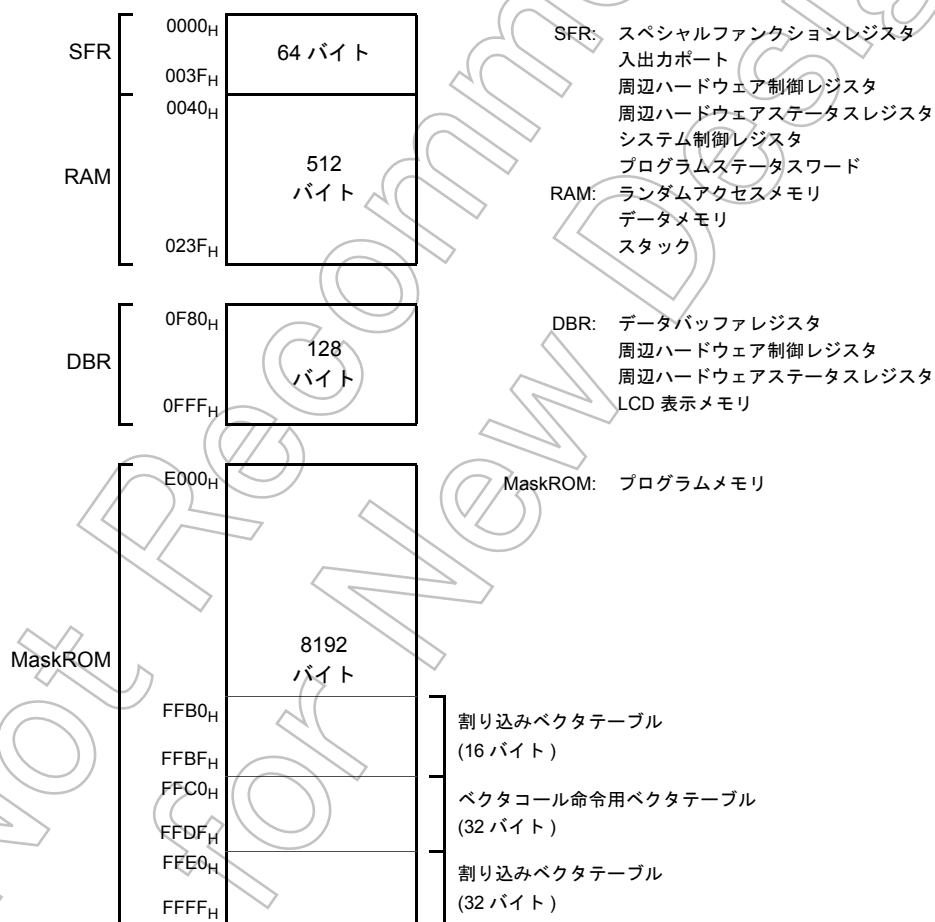 SFR
0000H
003FH
64 バイト
RAM
0040H
023FH
512
バイト
SFR: スペシャルファンクションレジスタ
入出力ポート
周辺ハードウェア制御レジスタ
周辺ハードウェアステータスレジスタ
システム制御レジスタ
プログラムステータスワード
RAM: ランダムアクセスメモリ
データメモリ
スタック
DBR
0F80H
0FFFH
128
バイト
DBR: データバッファレジスタ
周辺ハードウェア制御レジスタ
周辺ハードウェアステータスレジスタ
LCD 表示メモリ
MaskROM
E000H
8192
バイト
MaskROM: プログラムメモリ
FFB0H
FFBFH
割り込みベクタテーブル
(16 バイト )
FFC0H
FFDFH
ベクタコール命令用ベクタテーブル
(32 バイト )
FFE0H
FFFFH
割り込みベクタテーブル
(32 バイト )
Not Recomme
for New Desig